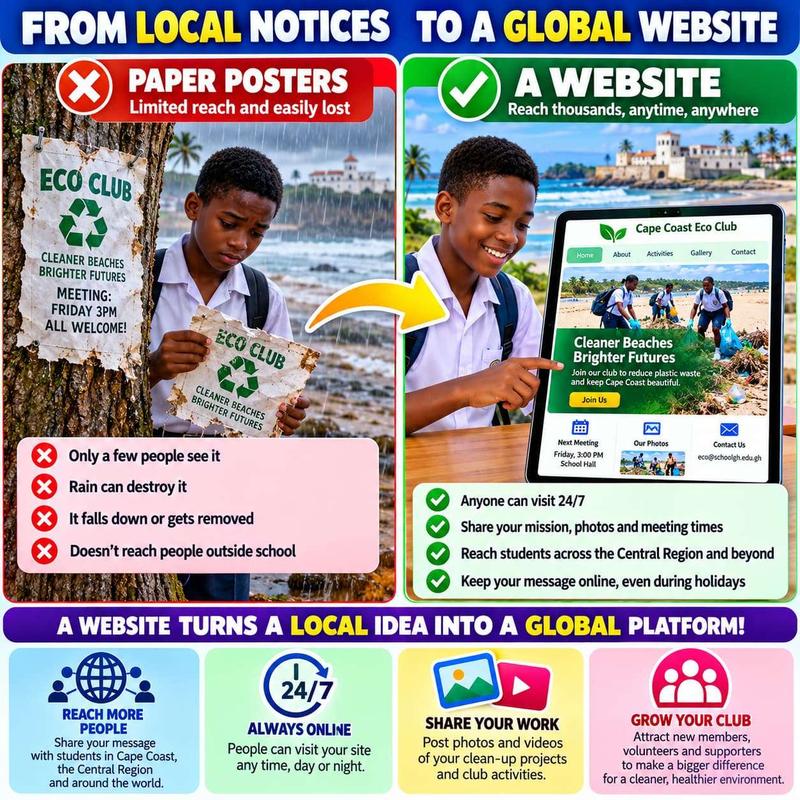 FROM LOCAL NOTICES TO A GLOBAL WEBSITE
PAPER POSTERS
Limited reach and easily lost
ECO CLUB
CLEANER BEACHES
BRIGHTER FUTURES
MEETING:
FRIDAY 3PM
ALL WELCOME!
ECO CLUB
CLEANER BEACHES
BRIGHTER FUTURES
Only a few people see it
Rain can destroy it
It falls down or gets removed
Doesn't reach people outside school
A WEBSITE
Reach thousands, anytime, anywhere
Cape Coast Eco Club
Home About Activities Gallery Contact
Cleaner Beaches
Brighter Futures
Join our club to reduce plastic waste
and keep Cape Coast beautiful.
Join Us
Next Meeting
Friday, 3:00 PM
School Hall
Our Photos
Contact Us
eco@schoolgh.edu.gh
Anyone can visit 24/7
Share your mission, photos and meeting times
Reach students across the Central Region and beyond
Keep your message online, even during holidays
A WEBSITE TURNS A LOCAL IDEA INTO A GLOBAL PLATFORM!
REACH MORE
PEOPLE
Share your message
with students in Cape Coast,
the Central Region
and around the world.
24/7
ALWAYS ONLINE
People can visit your site
any time, day or night.
SHARE YOUR WORK
Post photos and videos
of your clean-up projects
and club activities.
GROW YOUR CLUB
Attract new members,
volunteers and supporters
to make a bigger difference
for a cleaner, healthier environment.